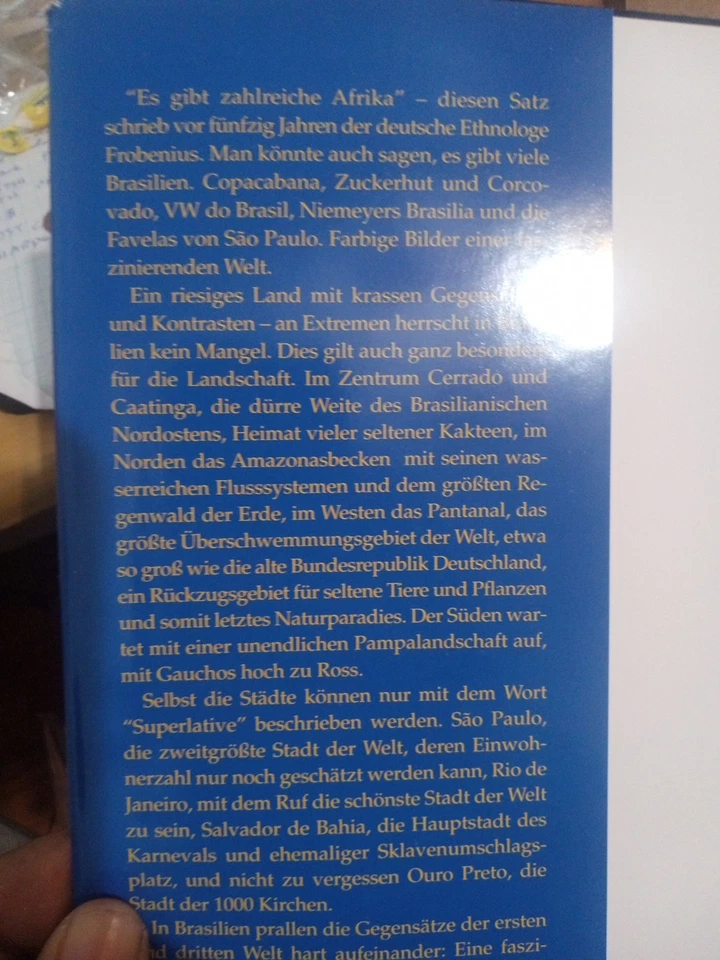 "Es gibt zahlreiche Afrika" – diesen Satz
schrieb vor fünfzig Jahren der deutsche Ethnologe
Frobenius. Man könnte auch sagen, es gibt viele
Brasilien. Copacabana, Zuckerhut und Corco-
vado, VW do Brasil, Niemeyers Brasilia und die
Favelas von São Paulo. Farbige Bilder einer fas-
zinierenden Welt.
Ein riesiges Land mit krassen
und Kontrasten – an Extremen herrscht in
lien kein Mangel. Dies gilt auch ganz besonders
für die Landschaft. Im Zentrum Cerrado und
Caatinga, die dürre Weite des Brasilianischen
Nordostens, Heimat vieler seltener Kakteen, im
Norden das Amazonasbecken mit seinen was-
serreichen Flusssystemen und dem größten Re-
genwald der Erde, im Westen das Pantanal, das
größte Überschwemmungsgebiet der Welt, etwa
so groß wie die alte Bundesrepublik Deutschland,
ein Rückzugsgebiet für seltene Tiere und Pflanzen
und somit letztes Naturparadies. Der Süden war-
tet mit einer unendlichen Pampalandschaft auf,
mit Gauchos hoch zu Ross.
Selbst die Städte können nur mit dem Wort
"Superlative" beschrieben werden. São Paulo,
die zweitgrößte Stadt der Welt, deren Einwoh-
nerzahl nur noch geschätzt werden kann, Rio de
Janeiro, mit dem Ruf die schönste Stadt der Welt
zu sein, Salvador de Bahia, die Hauptstadt des
Karnevals und ehemaliger Sklavenumschlags-
platz, und nicht zu vergessen Ouro Preto, die
Stadt der 1000 Kirchen.
In Brasilien prallen die Gegensätze der ersten
und dritten Welt hart aufeinander: Eine faszi-